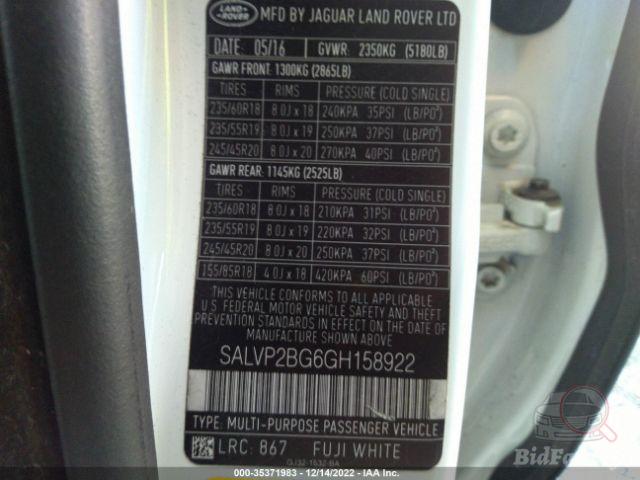 LAND-
ROVER
MFD BY JAGUAR LAND ROVER LTD
DATE: 05/16 GVWR: 2350KG (5180LB)
GAWR FRONT: 1300KG (2865LB)
TIRES RIMS PRESSURE (COLD SINGLE)
235/60R18 8.0J x 18 240KPA 35PSI (LB/PO²)
235/55R19 8.0J x 19 250KPA 37PSI (LB/PO²)
245/45R20 8.0J x 20 270KPA 40PSI (LB/PO²)
GAWR REAR: 1145KG (2525LB)
TIRES RIMS PRESSURE (COLD SINGLE)
235/60R18 8.0J x 18 210KPA 31PSI (LB/PO²)
235/55R19 8.0J x 19 220KPA 32PSI (LB/PO²)
245/45R20 8.0J x 20 250KPA 37PSI (LB/PO²)
155/85R18 4.0J x 18 420KPA 60PSI (LB/PO²)
THIS VEHICLE CONFORMS TO ALL APPLICABLE
U.S. FEDERAL MOTOR VEHICLE SAFETY AND THEFT
PREVENTION STANDARDS IN EFFECT ON THE DATE OF
MANUFACTURE SHOWN ABOVE
SALVP2BG6GH158922
TYPE: MULTI-PURPOSE PASSENGER VEHICLE
LRC: 867 FUJI WHITE
GJ32-1532-BA
BidFax
© - 35371983 - 12/14/2022 - IAA Inc.